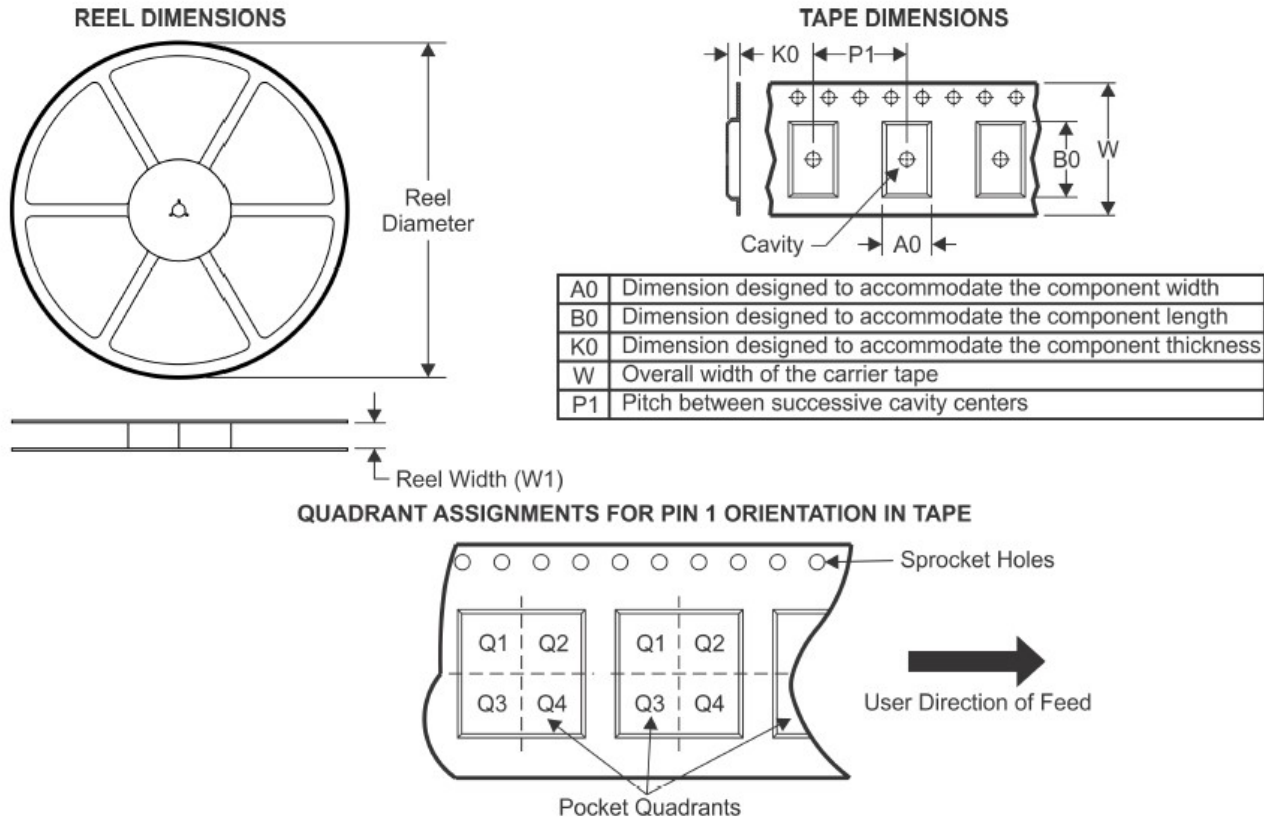 REEL DIMENSIONS
Reel
Diameter
Reel Width (W1)
TAPE DIMENSIONS
K0
P1
B0
W
Cavity
A0
A0 Dimension designed to accommodate the component width
B0 Dimension designed to accommodate the component length
K0 Dimension designed to accommodate the component thickness
W Overall width of the carrier tape
P1 Pitch between successive cavity centers
QUADRANT ASSIGNMENTS FOR PIN 1 ORIENTATION IN TAPE
Sprocket Holes
Q1 Q2 Q1 Q2
Q3 Q4 Q3 Q4
User Direction of Feed
Pocket Quadrants